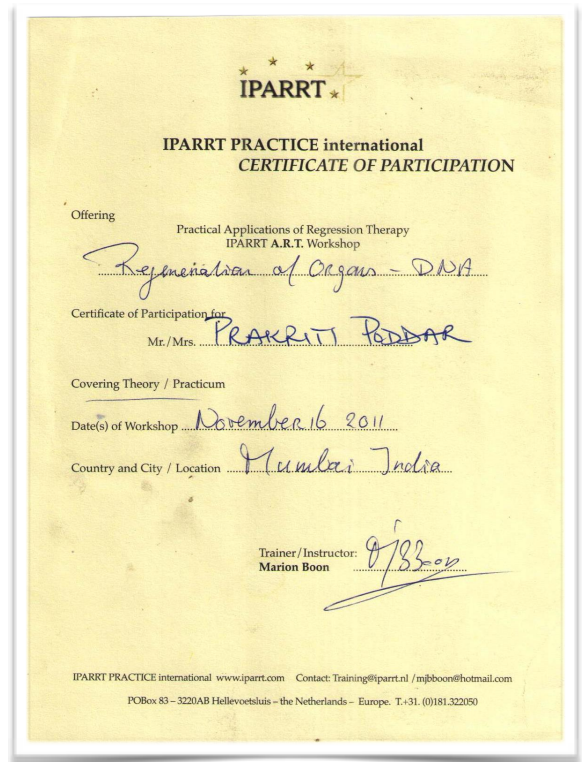 IPARRT
IPARRT PRACTICE international
CERTIFICATE OF PARTICIPATION
Offering
Practical Applications of Regression Therapy
IPARRT A.R.T. Workshop
Regeneration of Organs - DNA
Certificate of Participation for
Mr./Mrs. PRAKRITI PODDAR
Covering Theory / Practicum
Date(s) of Workshop November 16 2011
Country and City / Location Mumbai India
Trainer/Instructor:
Marion Boon MJBBoon
IPARRT PRACTICE international www.iparrt.com Contact: Training@iparrt.nl /mjbboon@hotmail.com
POBox 83 – 3220AB Hellevoetsluis – the Netherlands – Europe. T.+31. (0)181.322050